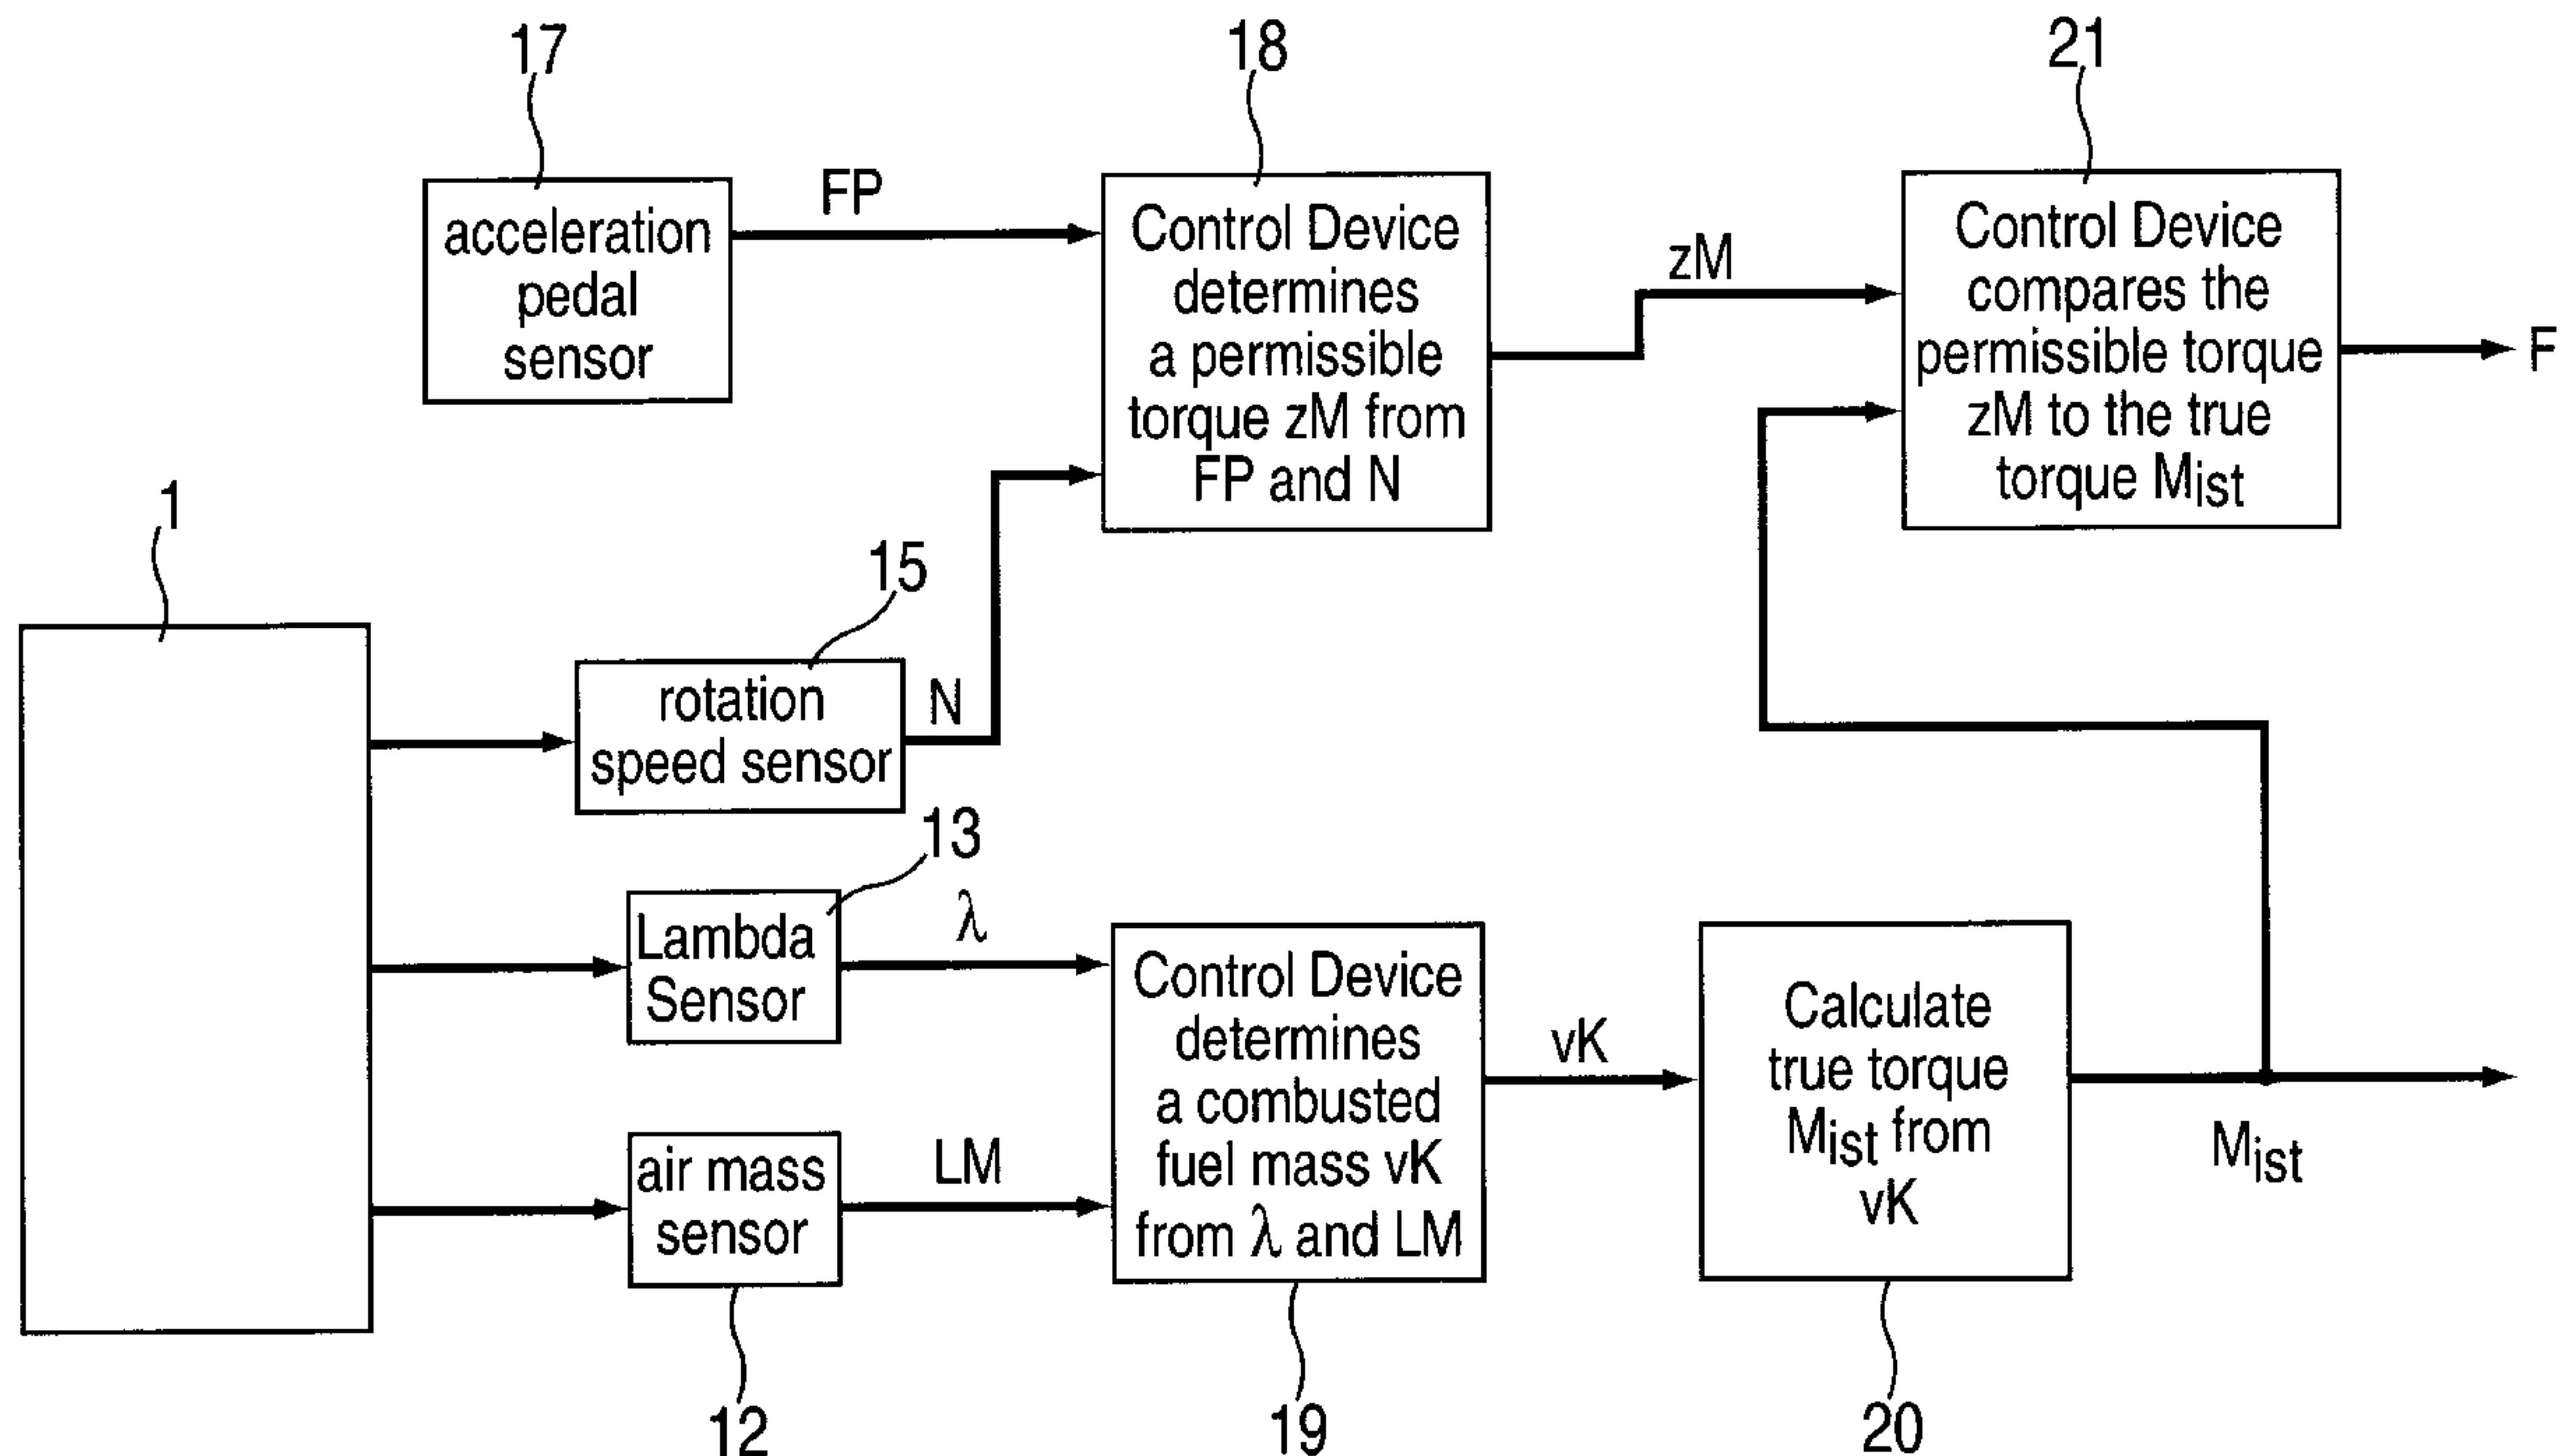 17
18
21
acceleration
pedal
sensor
FP
Control Device
determines
a permissible
torque zM from
FP and N
zM
Control Device
compares the
permissible torque
zM to the true
torque Mist
F
1
15
rotation
speed sensor
N
13
Lambda
Sensor
λ
air mass
sensor
LM
12
Control Device
determines
a combusted
fuel mass vK
from λ and LM
19
vK
Calculate
true torque
Mist from
vK
20
Mist